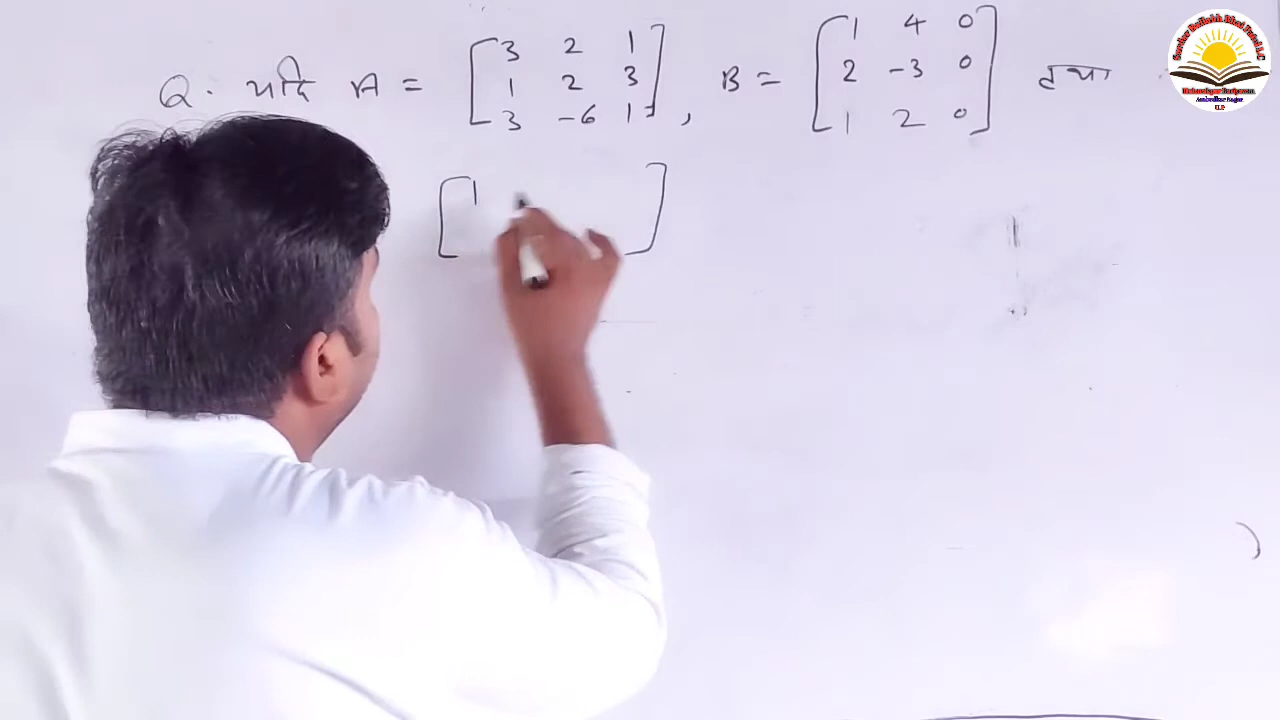 Q. यदि A = [3 2 1
1 2 3
3 -6 1], B = [1 4 0
2 -3 0
1 2 0] तथा
[1 ]
)
U.P.